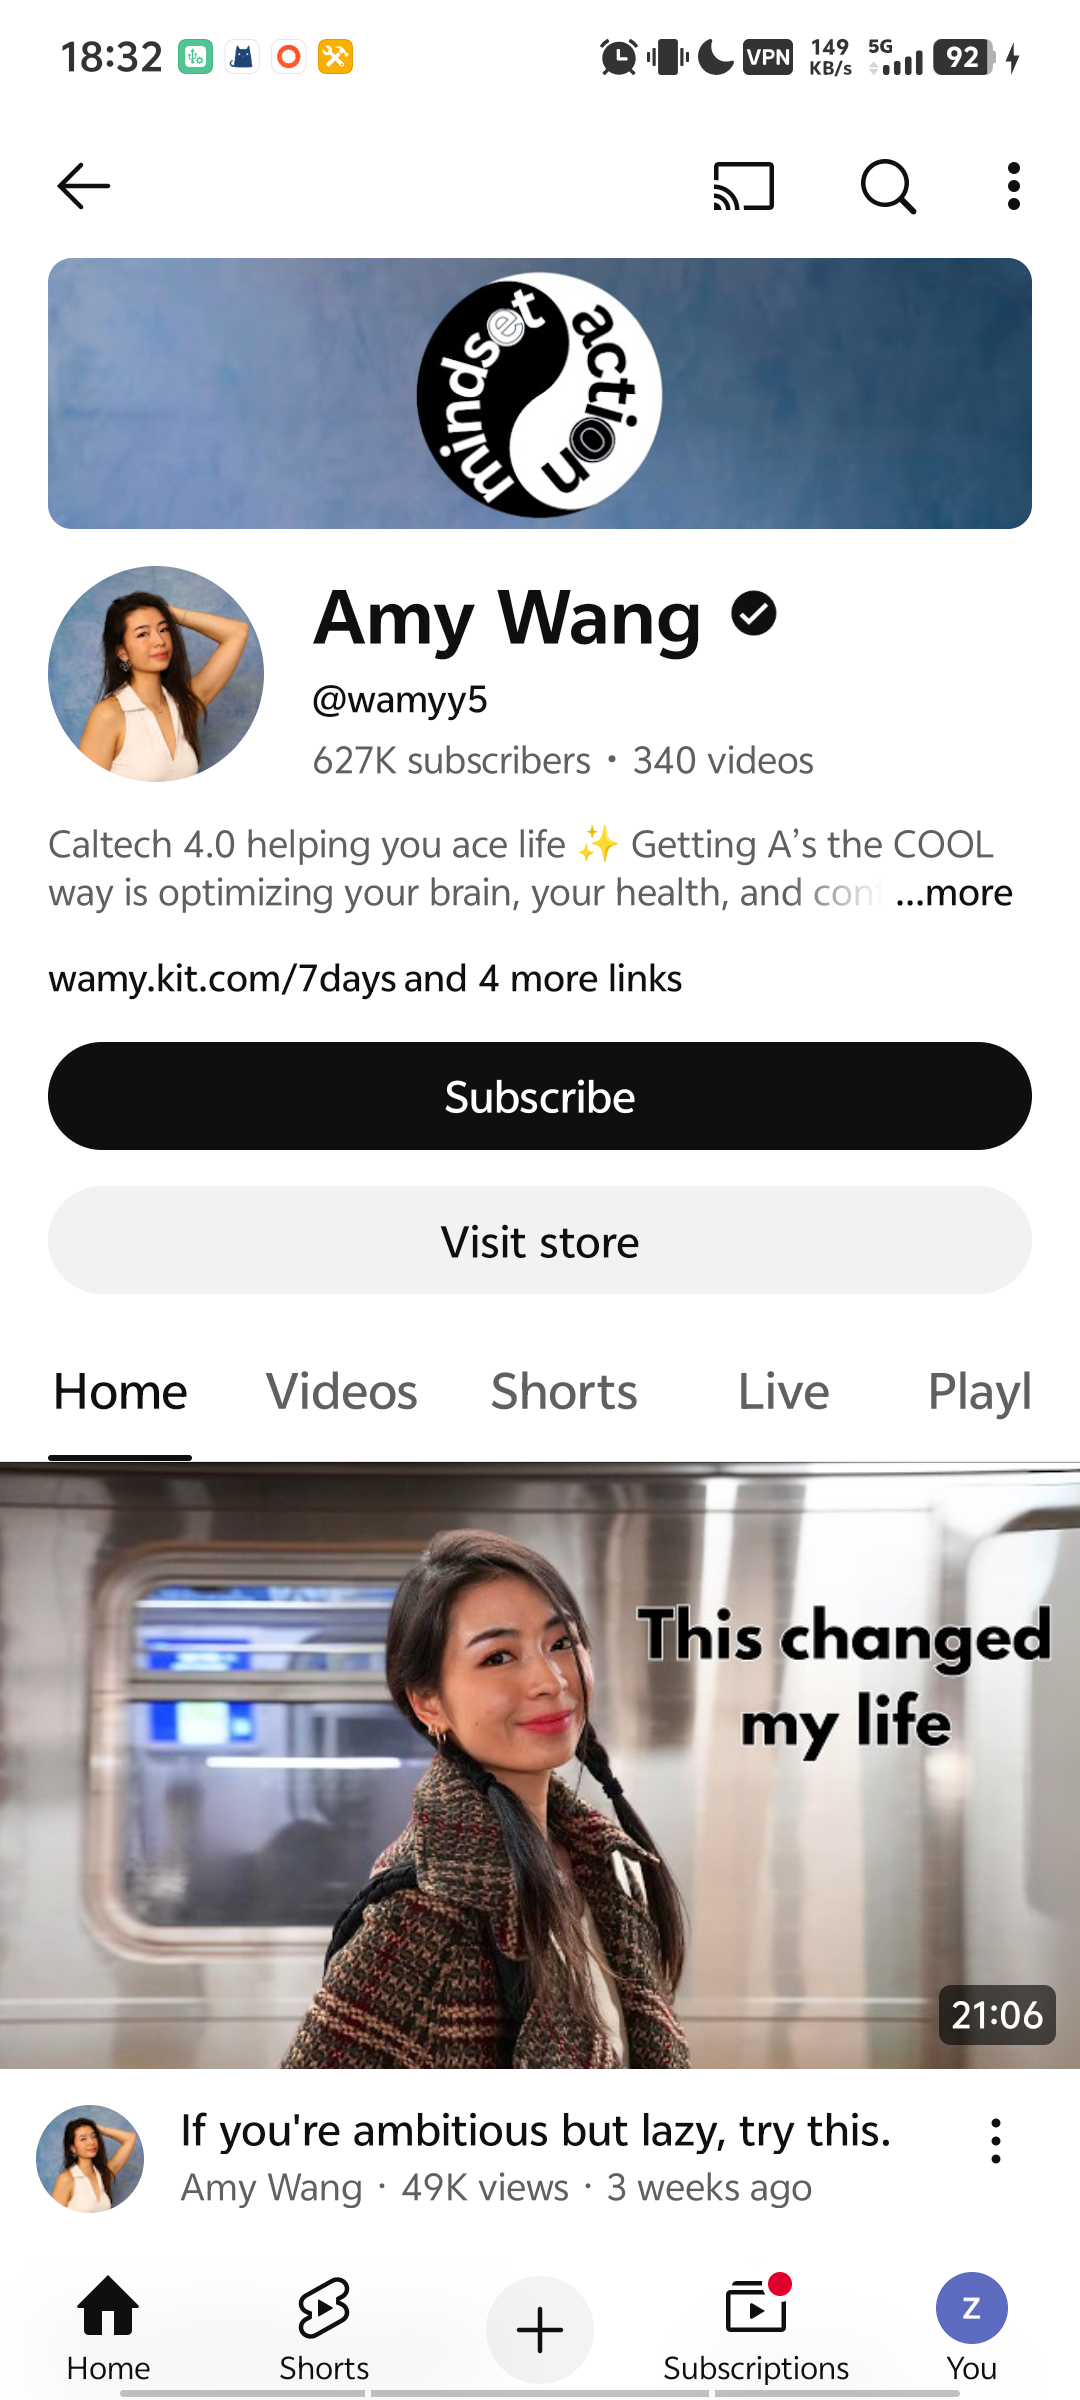 18:32
VPN
149
KB/s
5G
92
mindset
action
Amy Wang
@wamyy5
627K subscribers • 340 videos
Caltech 4.0 helping you ace life ✨ Getting A’s the COOL
way is optimizing your brain, your health, and ...more
wamy.kit.com/7days and 4 more links
Subscribe
Visit store
Home
Videos
Shorts
Live
Playl
This changed
my life
21:06
If you're ambitious but lazy, try this.
Amy Wang · 49K views · 3 weeks ago
Home
Shorts
Subscriptions
Z
You